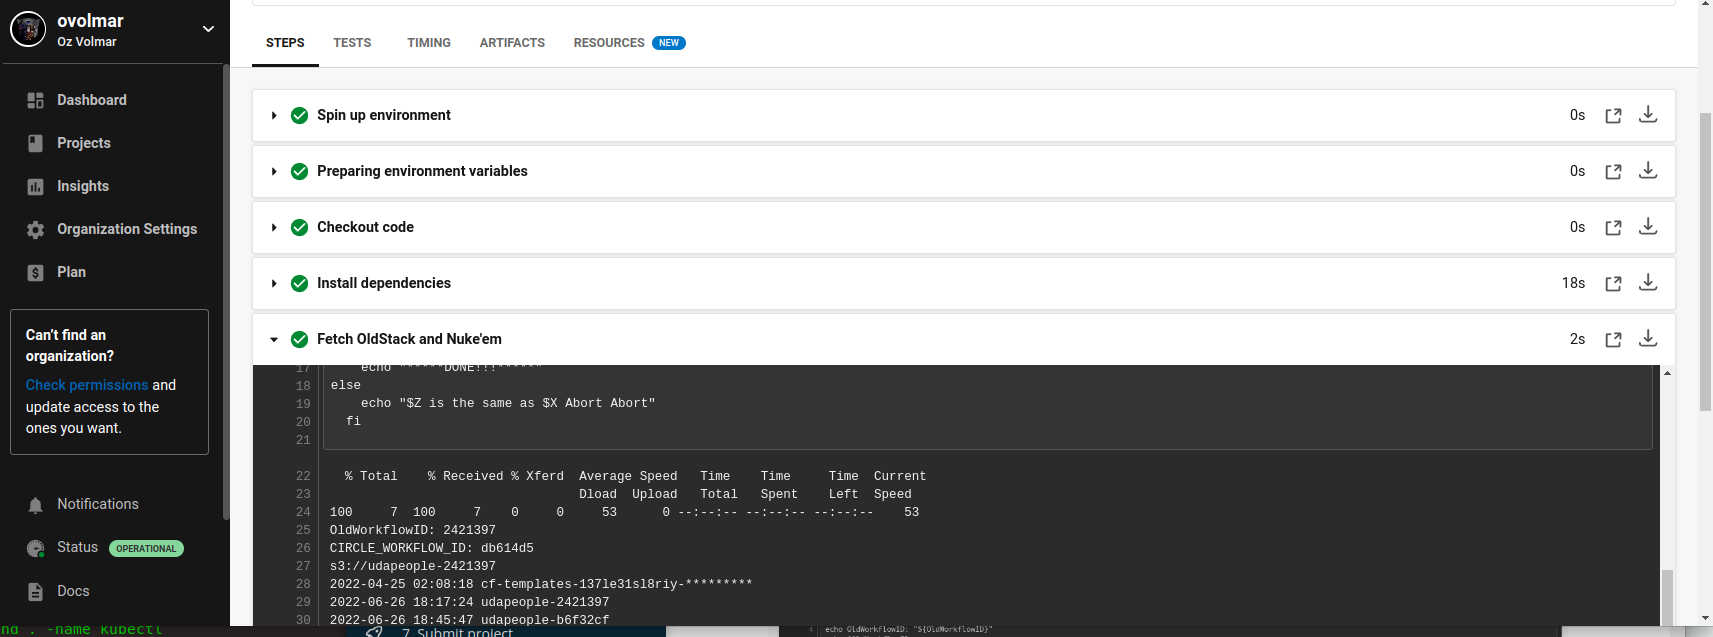 ovolmar
Oz Volmar
Dashboard
Projects
Insights
Organization Settings
Plan
Can't find an
organization?
Check permissions and
update access to the
ones you want.
Notifications
Status OPERATIONAL
Docs
STEPS TESTS TIMING ARTIFACTS RESOURCES NEW
Spin up environment 0s
Preparing environment variables 0s
Checkout code 0s
Install dependencies 18s
Fetch OldStack and Nuke'em 2s
17 echo "*****DONE!!!*****"
18 else
19 echo "$Z is the same as $X Abort Abort"
20 fi
21
22 % Total % Received % Xferd Average Speed Time Time Time Current
23 Dload Upload Total Spent Left Speed
24 100 7 100 7 0 0 53 0 --:--:-- --:--:-- --:--:-- 53
25 OldWorkflowID: 2421397
26 CIRCLE_WORKFLOW_ID: db614d5
27 s3://udapeople-2421397
28 2022-04-25 02:08:18 cf-templates-137le31sl8riy-*********
29 2022-06-26 18:17:24 udapeople-2421397
30 2022-06-26 18:45:47 udapeople-b6f32cf
nd . -name kubectl
7. Submit project
4 echo OldWorkflowID: "${OldWorkflowID}"